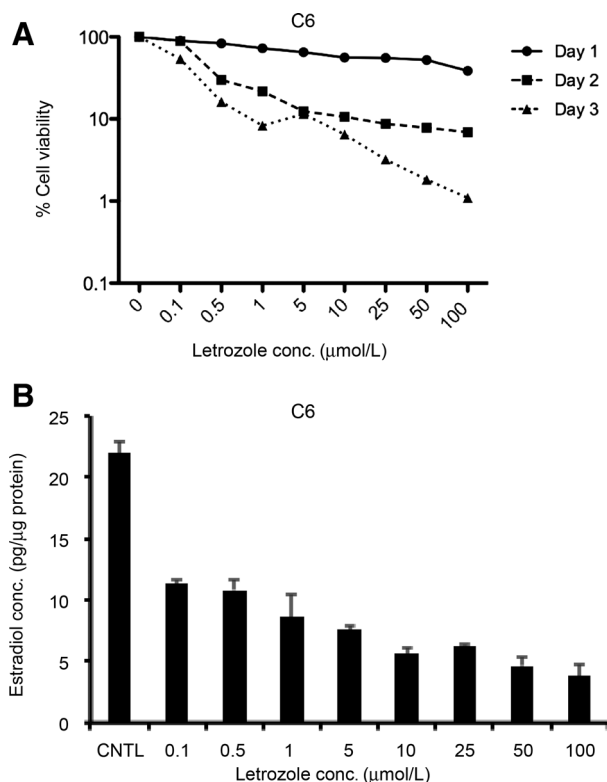 A
C6
100
10
1
0.1
% Cell viability
0
0.1
0.5
1
5
10
25
50
100
Letrozole conc. (μmol/L)
Day 1
Day 2
Day 3
B
C6
25
20
15
10
5
0
Estradiol conc. (pg/μg protein)
CNTL 0.1 0.5 1 5 10 25 50 100
Letrozole conc. (μmol/L)